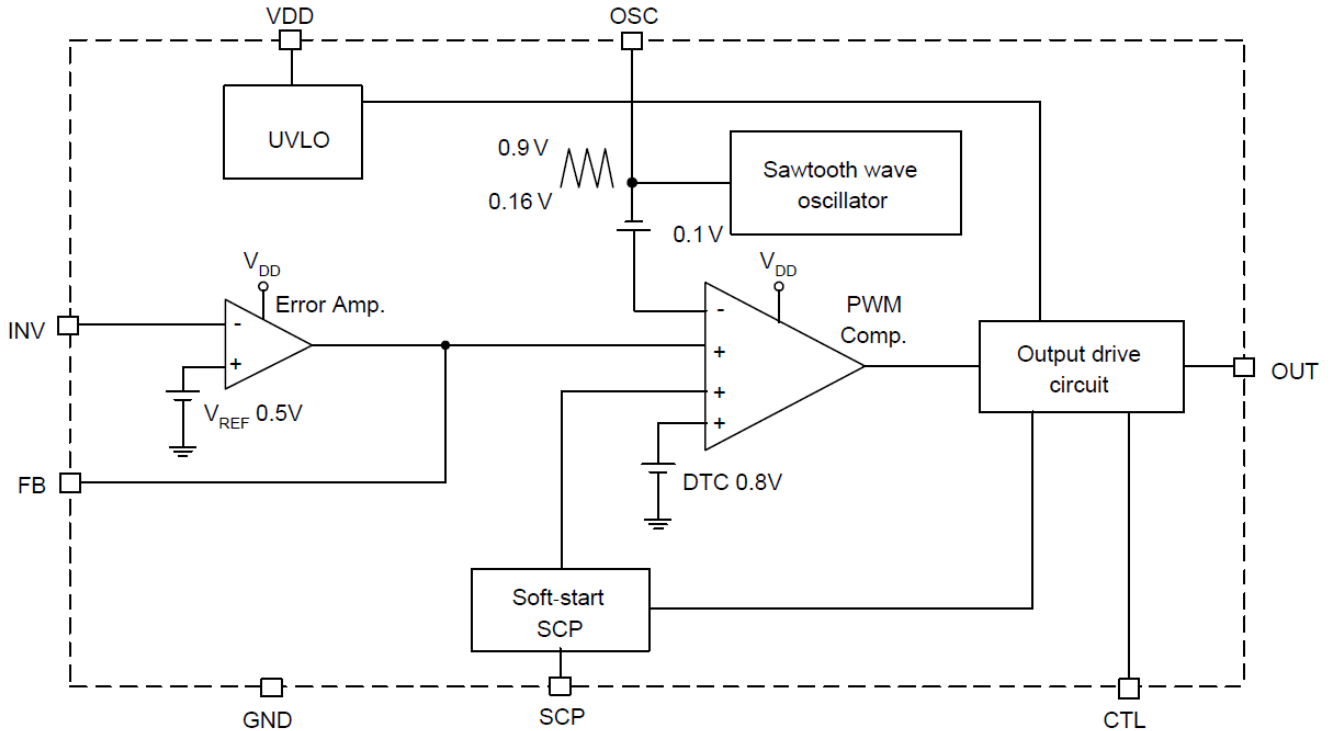 VDD
OSC
UVLO
0.9 V
0.16 V
Sawtooth wave
oscillator
0.1 V
VDD
Error Amp.
VDD
PWM
Comp.
INV
-
+
VREF 0.5V
-
+
+
+
Output drive
circuit
OUT
FB
DTC 0.8V
Soft-start
SCP
GND
SCP
CTL